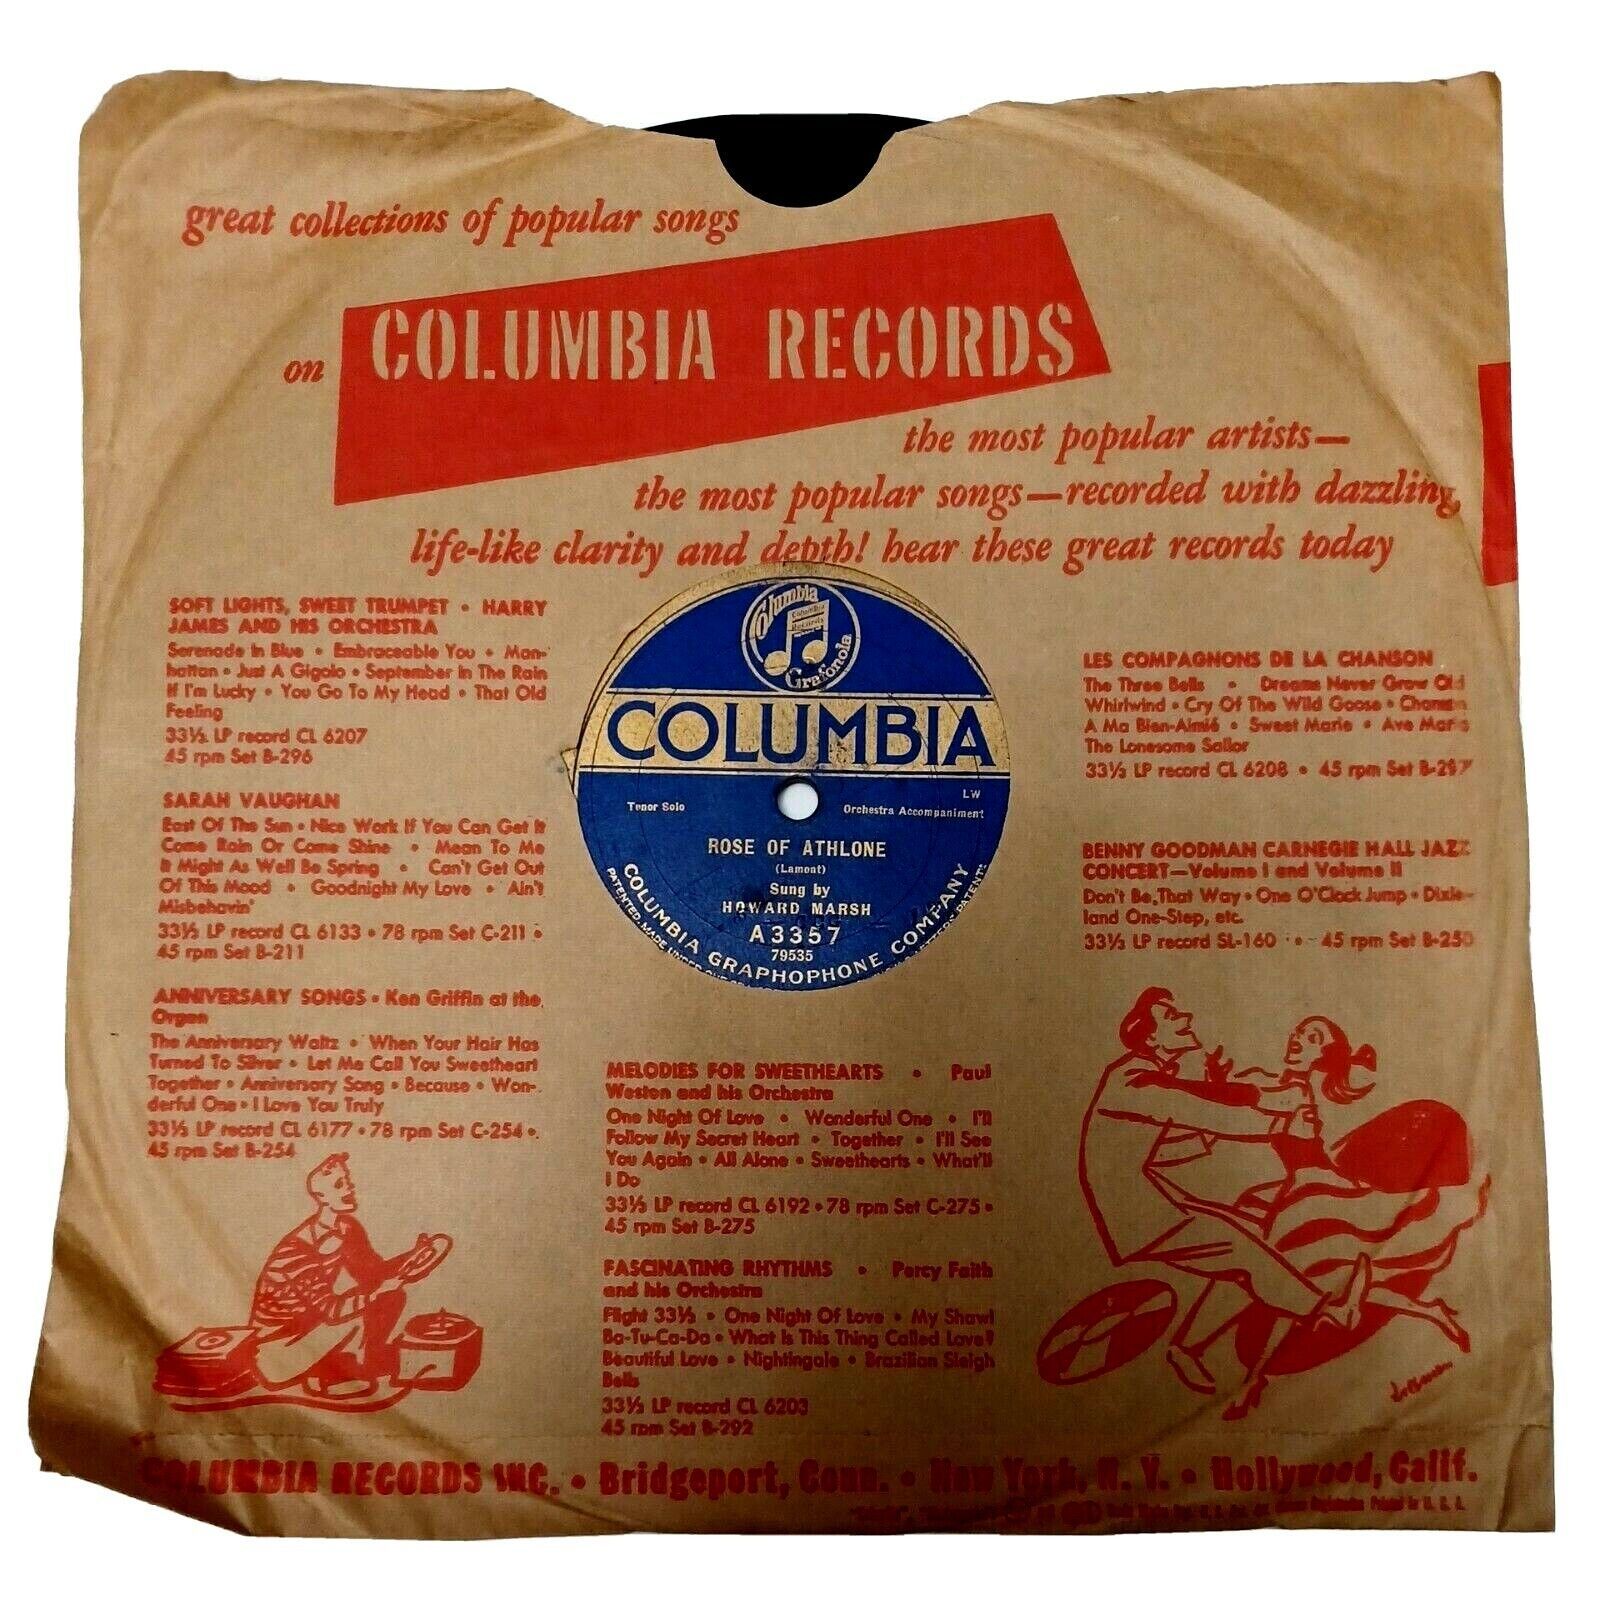 great collections of popular songs
on COLUMBIA RECORDS
the most popular artists—
the most popular songs—recorded with dazzling,
life-like clarity and depth! hear these great records today
SOFT LIGHTS, SWEET TRUMPET • HARRY
JAMES AND HIS ORCHESTRA
Serenade In Blue • Embraceable You • Man-
hattan • Just A Gigolo • September In The Rain
If I'm Lucky • You Go To My Head • That Old
Feeling
33⅓ LP record CL 6207
45 rpm Set B-296
SARAH VAUGHAN
East Of The Sun • Nice Work If You Can Get It
Come Rain Or Come Shine • Mean To Me
It Might As Well Be Spring • Can't Get Out
Of This Mood • Goodnight My Love • Ain't
Misbehavin'
33⅓ LP record CL 6133 • 78 rpm Set C-211 •
45 rpm Set B-211
ANNIVERSARY SONGS • Ken Griffin at the
Organ
The Anniversary Waltz • When Your Hair Has
Turned To Silver • Let Me Call You Sweetheart
Together • Anniversary Song • Because • Won-
derful One • I Love You Truly
33⅓ LP record CL 6177 • 78 rpm Set C-254 •
45 rpm Set B-254
Columbia
Columbia
Records
Grafonola
COLUMBIA
LW
Tenor Solo
Orchestra Accompaniment
ROSE OF ATHLONE
(Lamont)
Sung by
HOWARD MARSH
A3357
79535
COLUMBIA GRAPHOPHONE COMPANY
PATENTED, MADE UNDER
PATENTS
MELODIES FOR SWEETHEARTS • Paul
Weston and his Orchestra
One Night Of Love • Wonderful One • I'll
Follow My Secret Heart • Together • I'll See
You Again • All Alone • Sweethearts • What'll
I Do
33⅓ LP record CL 6192 • 78 rpm Set C-275 •
45 rpm Set B-275
FASCINATING RHYTHMS • Percy Faith
and his Orchestra
Flight 33⅓ • One Night Of Love • My Shawl
Ba-Tu-Ca-Da • What Is This Thing Called Love?
Beautiful Love • Nightingale • Brazilian Sleigh
Bells
33⅓ LP record CL 6203
45 rpm Set B-292
LES COMPAGNONS DE LA CHANSON
The Three Bells • Dreams Never Grow Old
Whirlwind • Cry Of The Wild Goose • Chanson
A Ma Bien-Aimié • Sweet Marie • Ave Maria
The Lonesome Sailor
33⅓ LP record CL 6208 • 45 rpm Set B-297
BENNY GOODMAN CARNEGIE HALL JAZZ
CONCERT—Volume I and Volume II
Don't Be That Way • One O'Clock Jump • Dixie-
land One-Step, etc.
33⅓ LP record SL-160 • 45 rpm Set B-250
COLUMBIA RECORDS INC. • Bridgeport, Conn. • New York, N. Y. • Hollywood, Calif.
Printed in U. S. A.